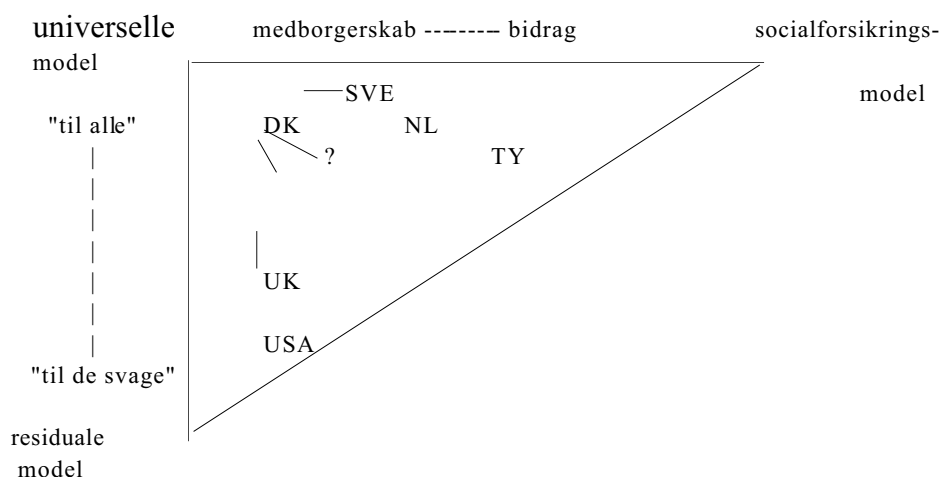 universelle medborgerskab --------- bidrag socialforsikrings-
model
model
SVE
"til alle" DK NL
? TY
UK
USA
"til de svage"
residuale
model